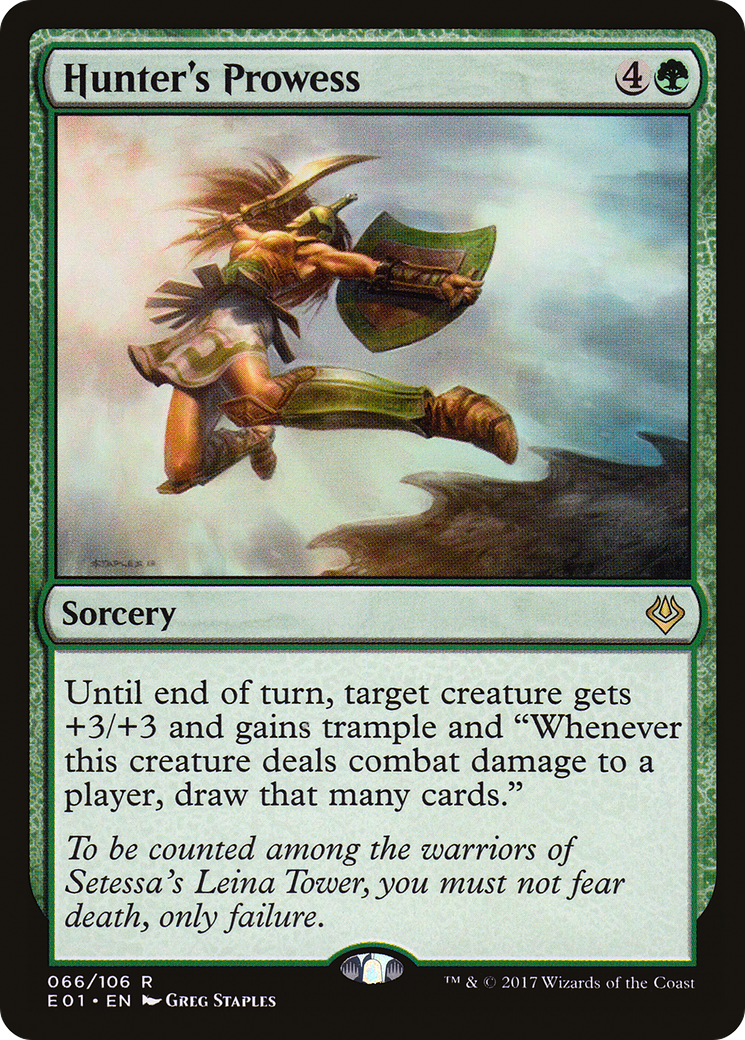 Hunter's Prowess
4
STAPLES 13
Sorcery
Until end of turn, target creature gets
+3/+3 and gains trample and “Whenever
this creature deals combat damage to a
player, draw that many cards.”
To be counted among the warriors of
Setessa's Leina Tower, you must not fear
death, only failure.
066/106 R
E01 • EN Greg Staples
™ & © 2017 Wizards of the Coast